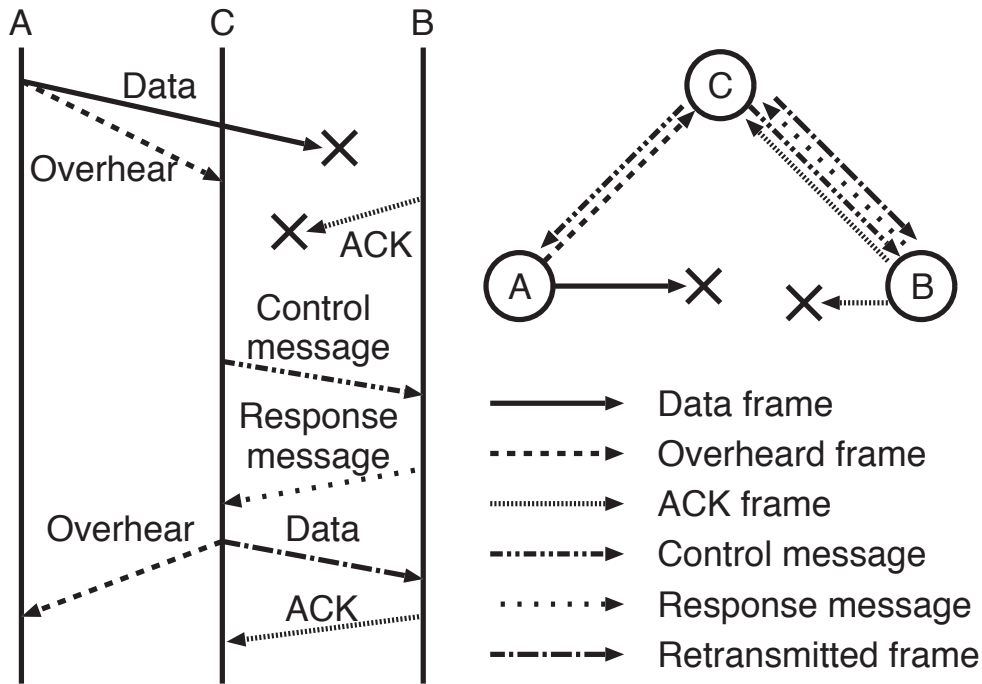 A
C
B
Data
Overhear
ACK
Control
message
Response
message
Overhear
Data
ACK
C
A
B
Data frame
Overheard frame
ACK frame
Control message
Response message
Retransmitted frame